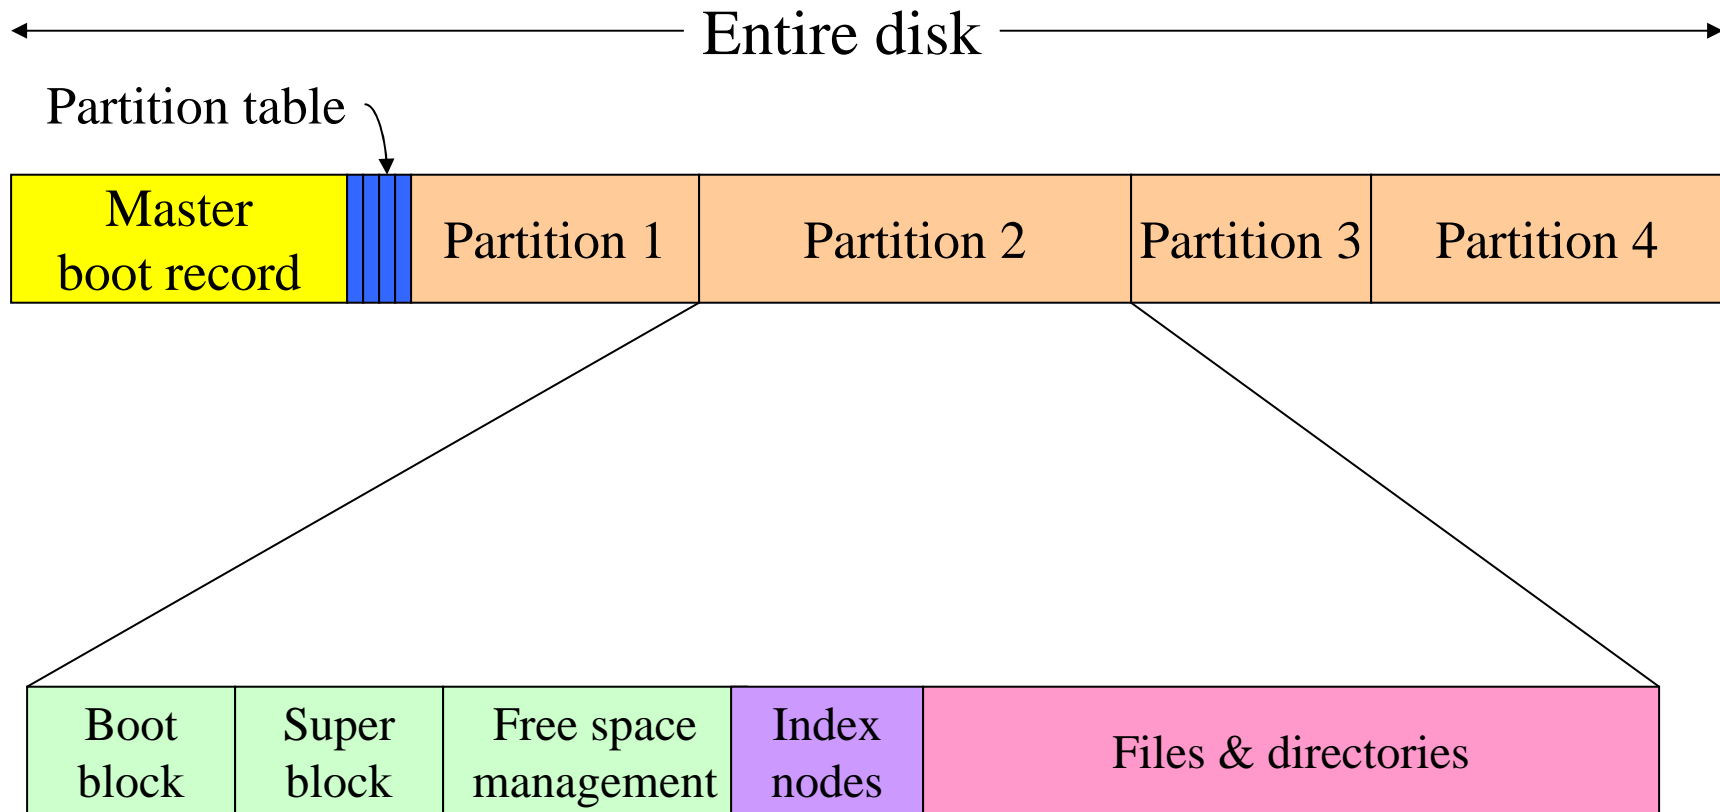 Entire disk
Partition table
Master
boot record
Partition 1
Partition 2
Partition 3
Partition 4
Boot
block
Super
block
Free space
management
Index
nodes
Files & directories